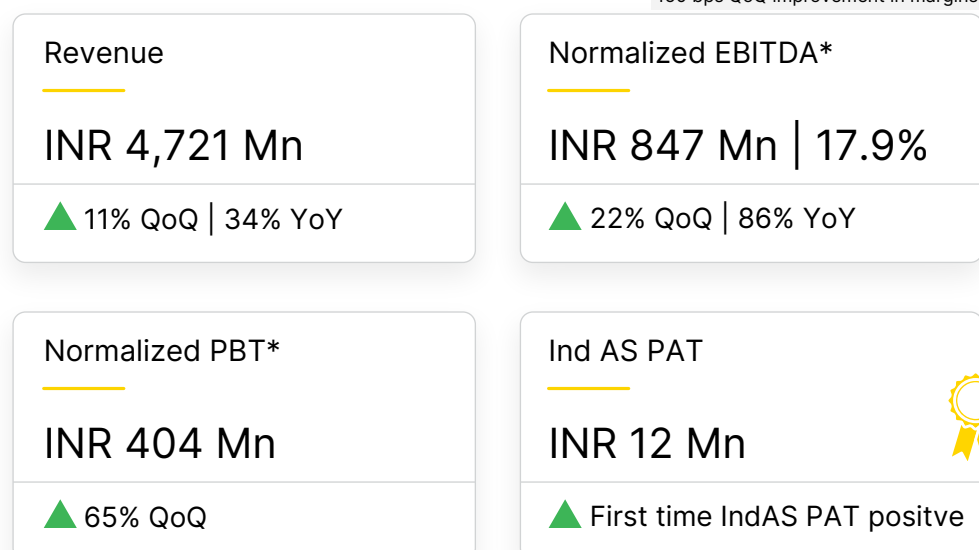 Revenue
INR 4,721 Mn
11% QoQ | 34% YoY
Normalized EBITDA*
INR 847 Mn | 17.9%
22% QoQ | 86% YoY
Normalized PBT*
INR 404 Mn
65% QoQ
Ind AS PAT
INR 12 Mn
First time IndAS PAT positve